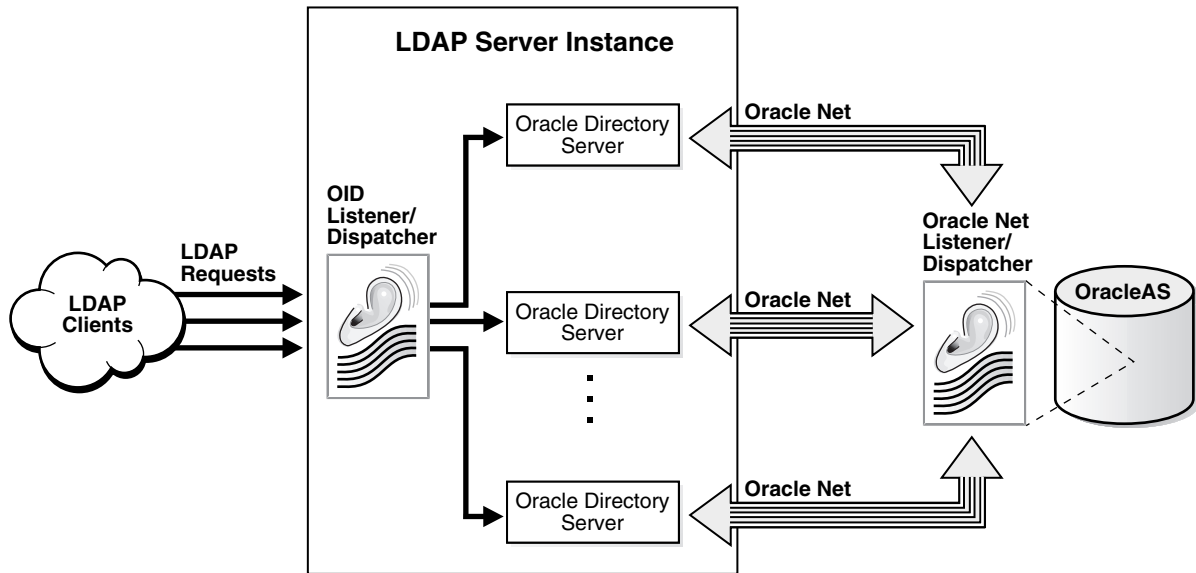 LDAP Server Instance
Oracle Directory
Server
Oracle Net
OID
Listener/
Dispatcher
LDAP
Requests
LDAP
Clients
Oracle Directory
Server
Oracle Net
Oracle Net
Listener/
Dispatcher
OracleAS
Oracle Directory
Server
Oracle Net